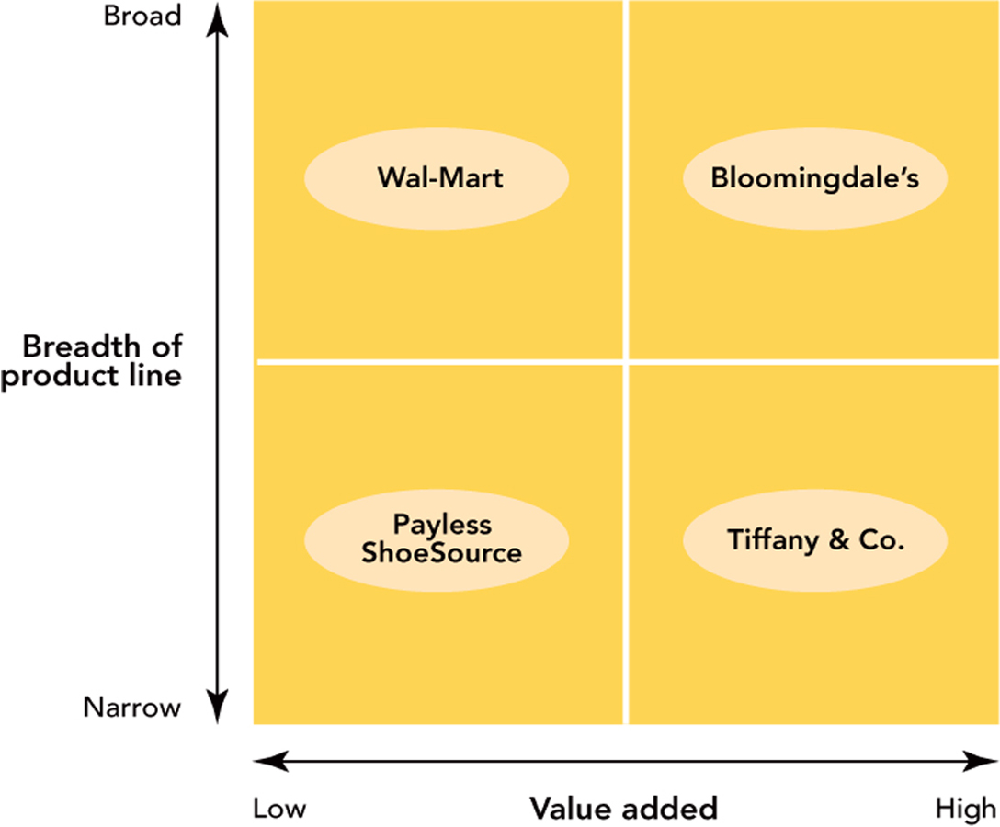 Broad
Wal-Mart
Bloomingdale’s
Breadth of
product line
Payless
ShoeSource
Tiffany & Co.
Narrow
Low
Value added
High